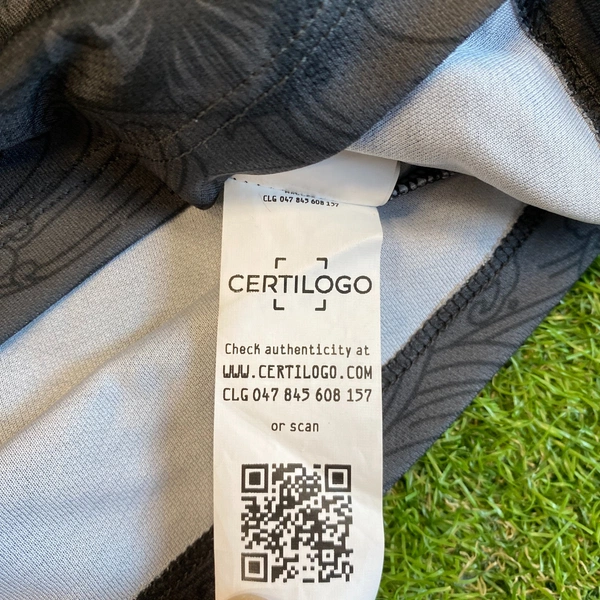 CLG 047 845 608 157
CERTILOGO
Check authenticity at
WWW.CERTILOGO.COM
CLG 047 845 608 157
or scan